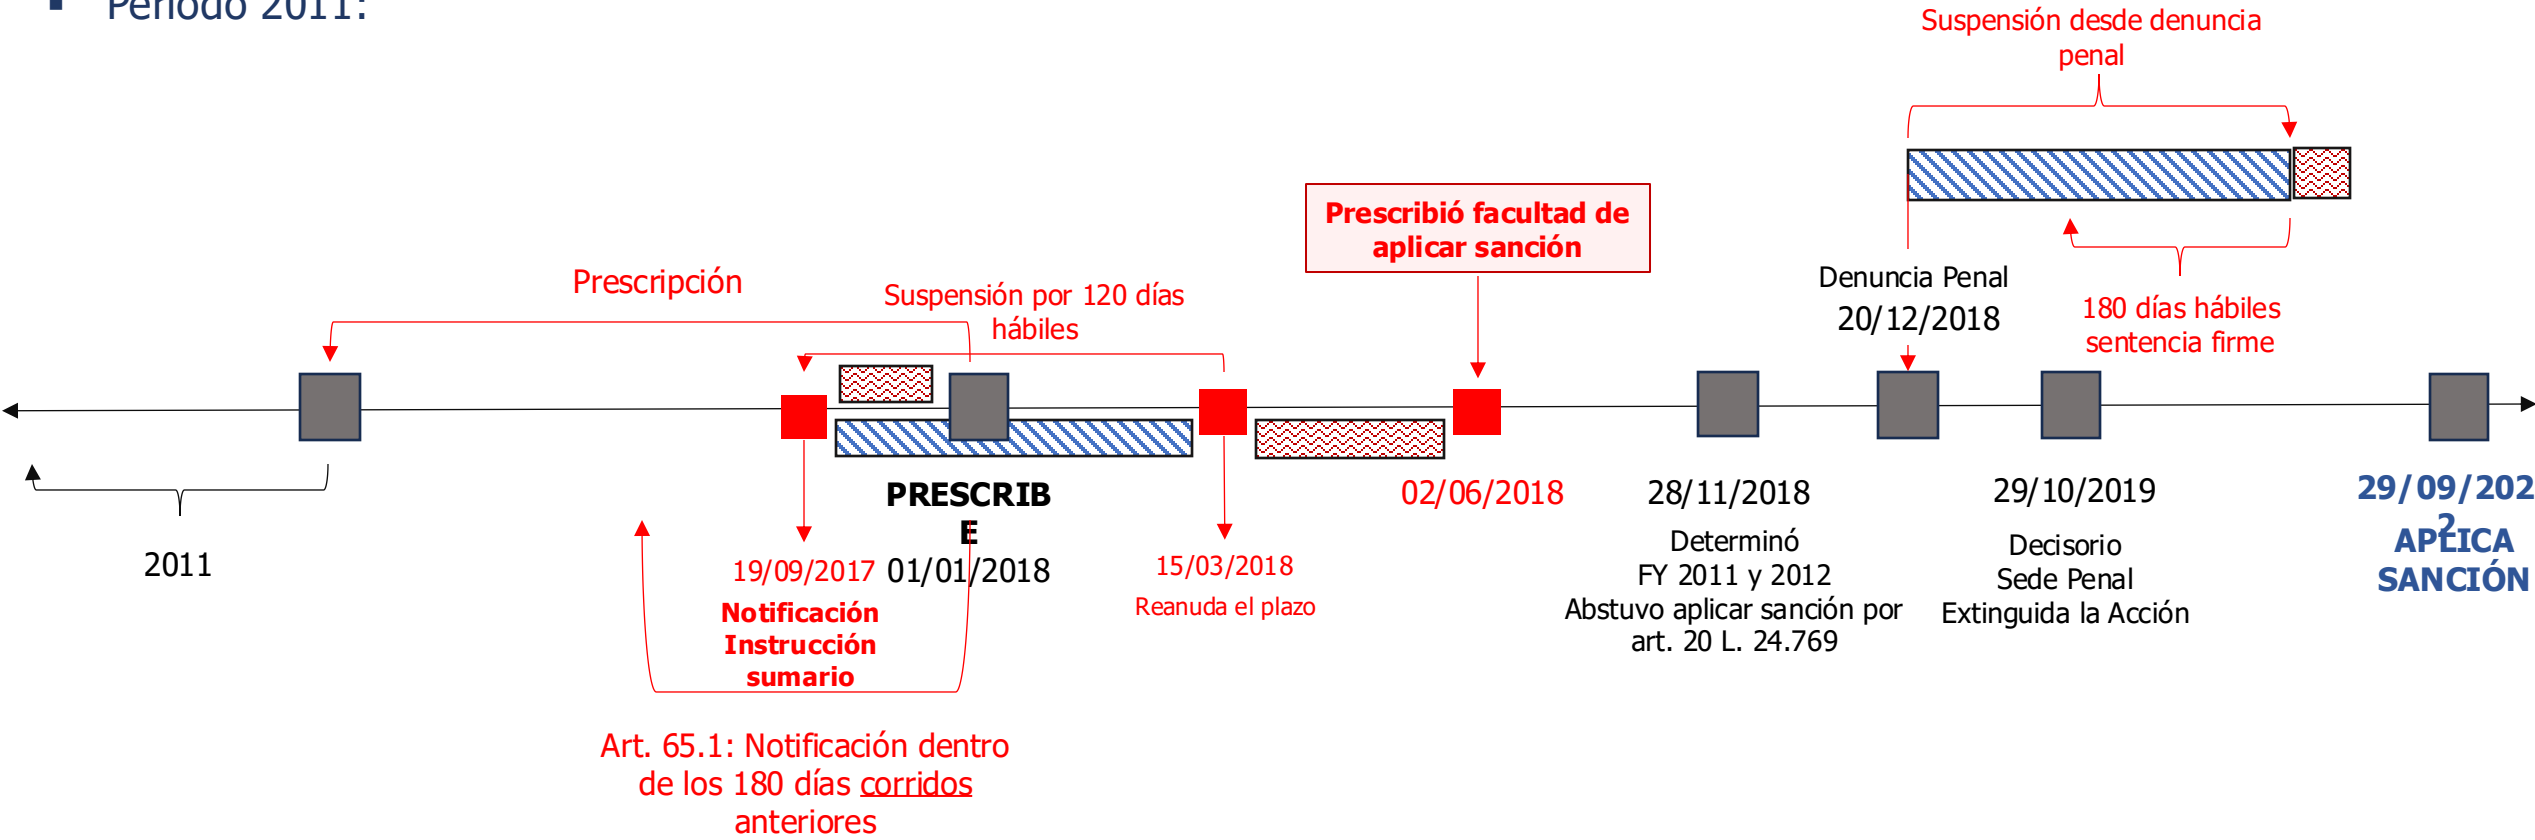 ▪ Periodo 2011:
Suspensión desde denuncia
penal
Prescribió facultad de
aplicar sanción
Prescripción
Suspensión por 120 días
hábiles
Denuncia Penal
20/12/2018
180 días hábiles
sentencia firme
2011
19/09/2017
Notificación
Instrucción
sumario
PRESCRIB
E
01/01/2018
15/03/2018
Reanuda el plazo
02/06/2018
28/11/2018
Determinó
FY 2011 y 2012
Abstuvo aplicar sanción por
art. 20 L. 24.769
29/10/2019
Decisorio
Sede Penal
Extinguida la Acción
29/09/202
2
APLICA
SANCIÓN
Art. 65.1: Notificación dentro
de los 180 días corridos
anteriores